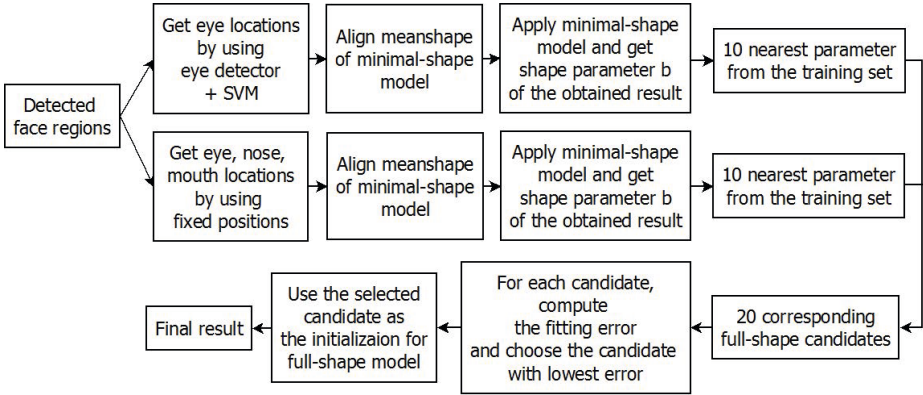 Detected
face regions
Get eye locations
by using
eye detector
+ SVM
Align meanshape
of minimal-shape
model
Apply minimal-shape
model and get
shape parameter b
of the obtained result
10 nearest parameter
from the training set
Get eye, nose,
mouth locations
by using
fixed positions
Align meanshape
of minimal-shape
model
Apply minimal-shape
model and get
shape parameter b
of the obtained result
10 nearest parameter
from the training set
20 corresponding
full-shape candidates
For each candidate,
compute
the fitting error
and choose the candidate
with lowest error
Use the selected
candidate as
the initializaion for
full-shape model
Final result